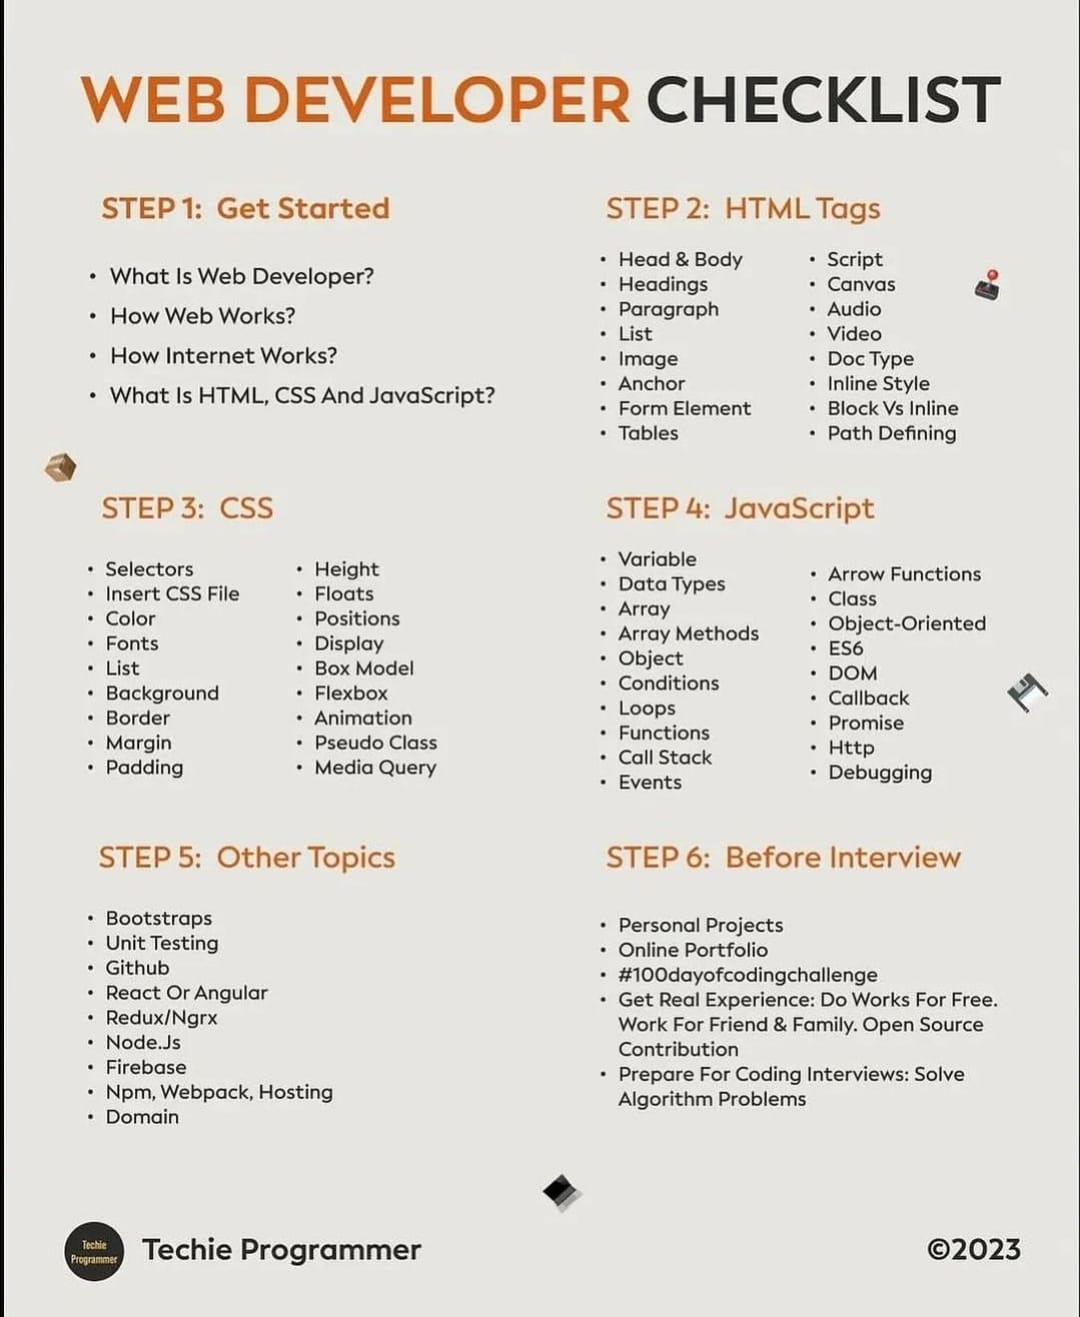 WEB DEVELOPER CHECKLIST
STEP 1: Get Started
• What Is Web Developer?
• How Web Works?
• How Internet Works?
• What Is HTML, CSS And JavaScript?
STEP 2: HTML Tags
• Head & Body
• Headings
• Paragraph
• List
• Image
• Anchor
• Form Element
• Tables
• Script
• Canvas
• Audio
• Video
• Doc Type
• Inline Style
• Block Vs Inline
• Path Defining
STEP 3: CSS
• Selectors
• Insert CSS File
• Color
• Fonts
• List
• Background
• Border
• Margin
• Padding
• Height
• Floats
• Positions
• Display
• Box Model
• Flexbox
• Animation
• Pseudo Class
• Media Query
STEP 4: JavaScript
• Variable
• Data Types
• Array
• Array Methods
• Object
• Conditions
• Loops
• Functions
• Call Stack
• Events
• Arrow Functions
• Class
• Object-Oriented
• ES6
• DOM
• Callback
• Promise
• Http
• Debugging
STEP 5: Other Topics
• Bootstraps
• Unit Testing
• Github
• React Or Angular
• Redux/Ngrx
• Node.Js
• Firebase
• Npm, Webpack, Hosting
• Domain
STEP 6: Before Interview
• Personal Projects
• Online Portfolio
• #100dayofcodingchallenge
• Get Real Experience: Do Works For Free.
Work For Friend & Family. Open Source
Contribution
• Prepare For Coding Interviews: Solve
Algorithm Problems
Techie
Programmer
Techie Programmer
©2023